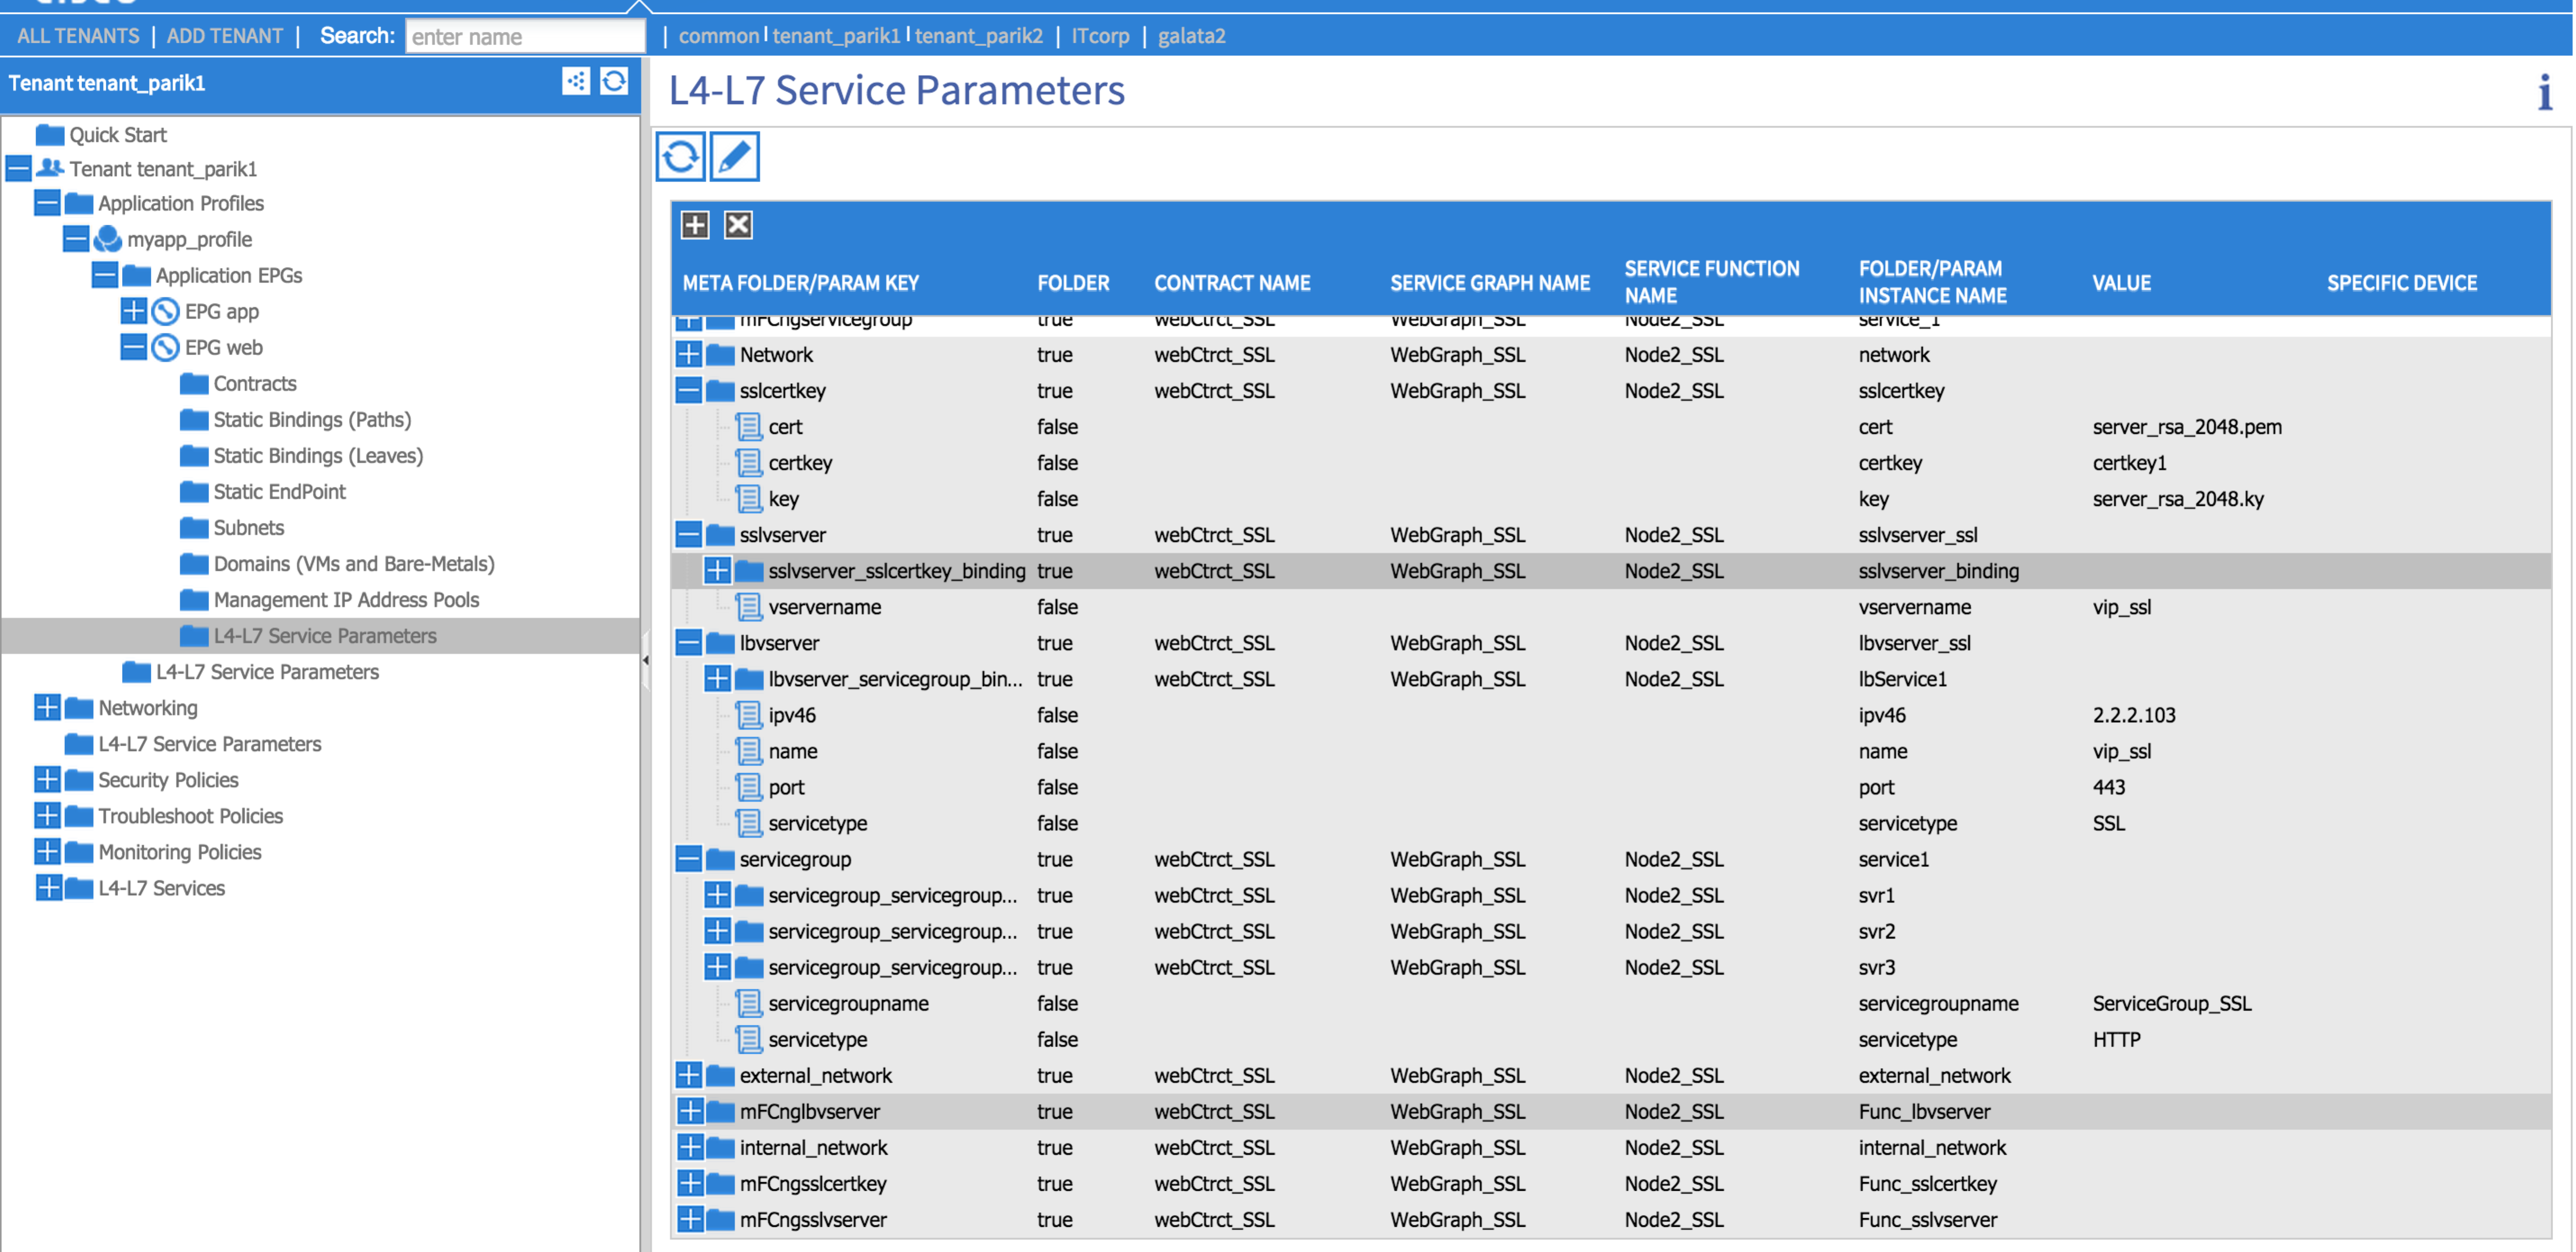 ALL TENANTS | ADD TENANT | Search: enter name | common | tenant_parik1 | tenant_parik2 | ITcorp | galata2
Tenant tenant_parik1
Quick Start
Tenant tenant_parik1
Application Profiles
myapp_profile
Application EPGs
EPG app
EPG web
Contracts
Static Bindings (Paths)
Static Bindings (Leaves)
Static EndPoint
Subnets
Domains (VMs and Bare-Metals)
Management IP Address Pools
L4-L7 Service Parameters
L4-L7 Service Parameters
Networking
L4-L7 Service Parameters
Security Policies
Troubleshoot Policies
Monitoring Policies
L4-L7 Services
L4-L7 Service Parameters
META FOLDER/PARAM KEY FOLDER CONTRACT NAME SERVICE GRAPH NAME SERVICE FUNCTION NAME FOLDER/PARAM INSTANCE NAME VALUE SPECIFIC DEVICE
mFCngservicegroup true webCtrct_SSL WebGraph_SSL Node2_SSL service_1
Network true webCtrct_SSL WebGraph_SSL Node2_SSL network
sslcertkey true webCtrct_SSL WebGraph_SSL Node2_SSL sslcertkey
cert false cert server_rsa_2048.pem
certkey false certkey certkey1
key false key server_rsa_2048.ky
sslvserver true webCtrct_SSL WebGraph_SSL Node2_SSL sslvserver_ssl
sslvserver_sslcertkey_binding true webCtrct_SSL WebGraph_SSL Node2_SSL sslvserver_binding
vservername false vservername vip_ssl
lbvserver true webCtrct_SSL WebGraph_SSL Node2_SSL lbvserver_ssl
lbvserver_servicegroup_bin... true webCtrct_SSL WebGraph_SSL Node2_SSL lbService1
ipv46 false ipv46 2.2.2.103
name false name vip_ssl
port false port 443
servicetype false servicetype SSL
servicegroup true webCtrct_SSL WebGraph_SSL Node2_SSL service1
servicegroup_servicegroup... true webCtrct_SSL WebGraph_SSL Node2_SSL svr1
servicegroup_servicegroup... true webCtrct_SSL WebGraph_SSL Node2_SSL svr2
servicegroup_servicegroup... true webCtrct_SSL WebGraph_SSL Node2_SSL svr3
servicegroupname false servicegroupname ServiceGroup_SSL
servicetype false servicetype HTTP
external_network true webCtrct_SSL WebGraph_SSL Node2_SSL external_network
mFCnglbvserver true webCtrct_SSL WebGraph_SSL Node2_SSL Func_lbvserver
internal_network true webCtrct_SSL WebGraph_SSL Node2_SSL internal_network
mFCngsslcertkey true webCtrct_SSL WebGraph_SSL Node2_SSL Func_sslcertkey
mFCngsslvserver true webCtrct_SSL WebGraph_SSL Node2_SSL Func_sslvserver